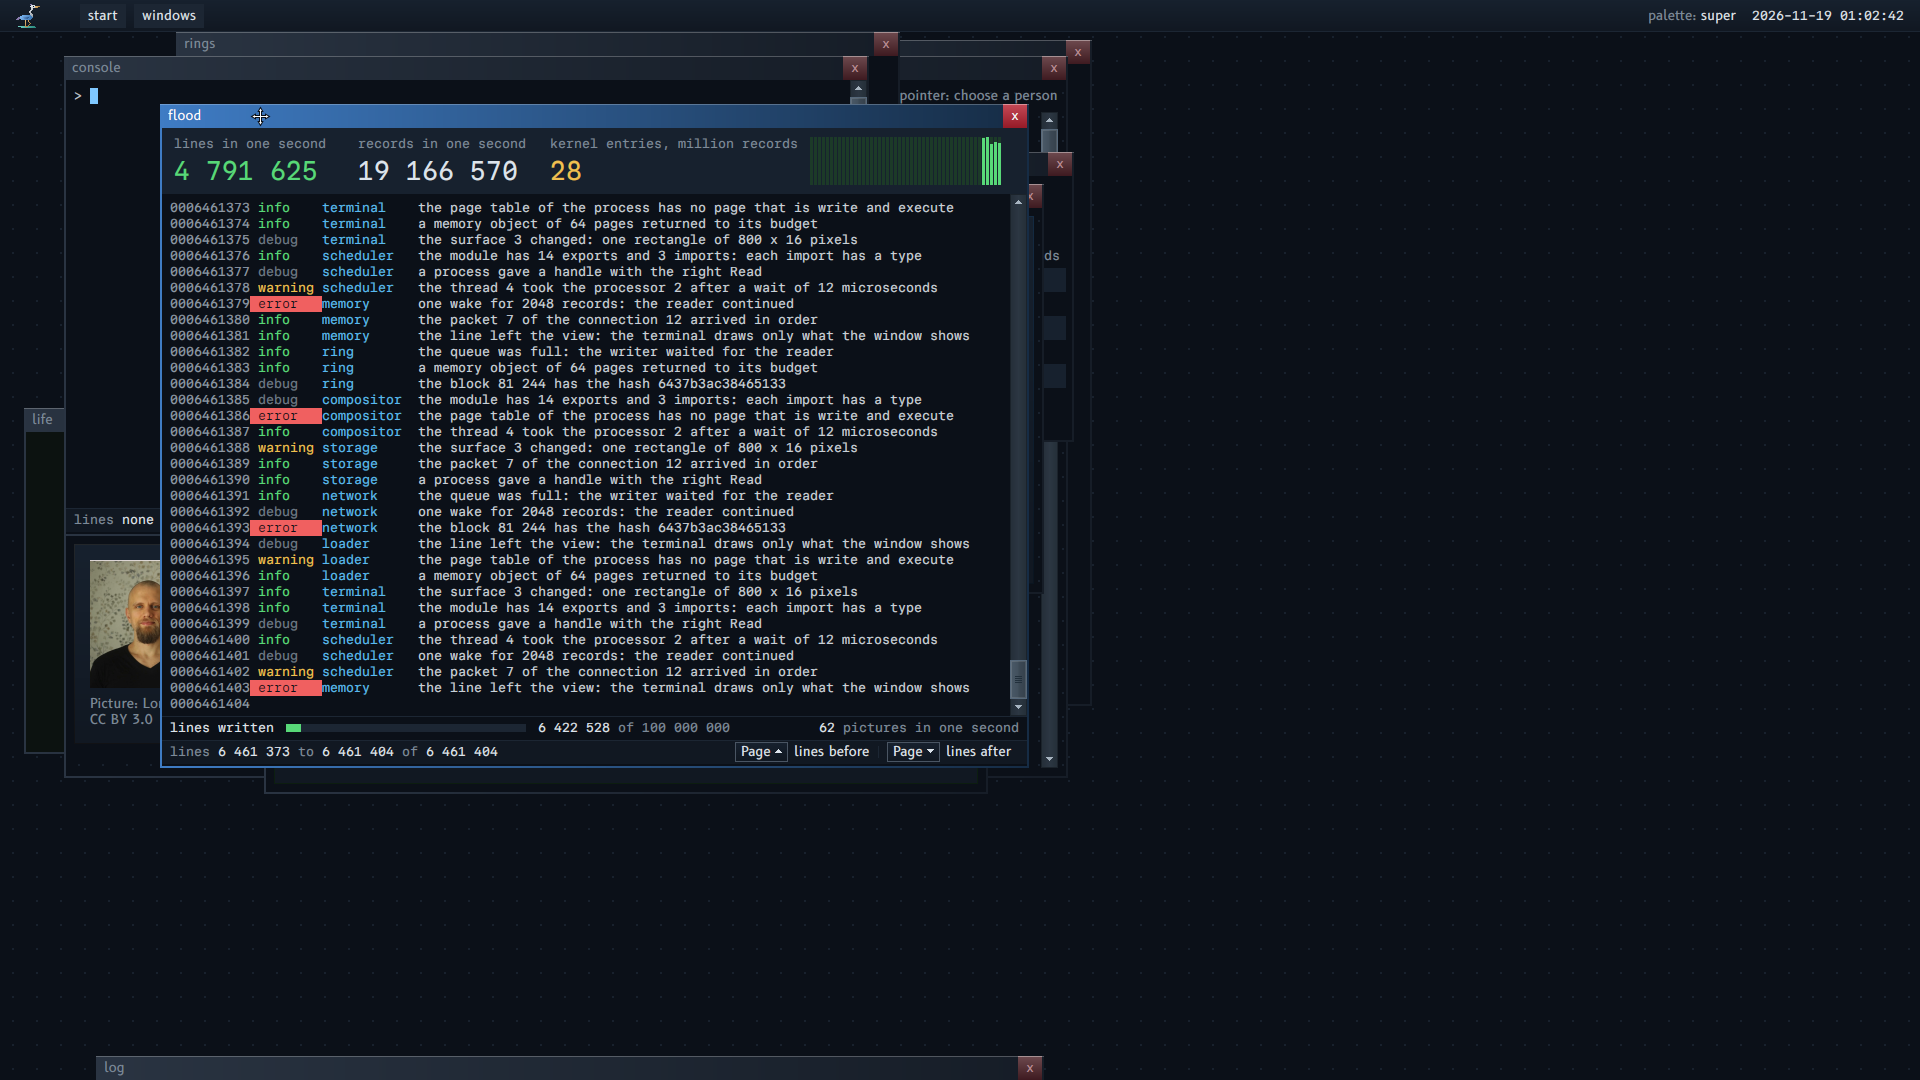 start windows palette: super 2026-11-19 01:02:42
rings x
x
console x
x
> pointer: choose a person
flood x
lines in one second records in one second kernel entries, million records
4 791 625 19 166 570 28
x
x
ds
0006461373 info terminal the page table of the process has no page that is write and execute
0006461374 info terminal a memory object of 64 pages returned to its budget
0006461375 debug terminal the surface 3 changed: one rectangle of 800 x 16 pixels
0006461376 info scheduler the module has 14 exports and 3 imports: each import has a type
0006461377 debug scheduler a process gave a handle with the right Read
0006461378 warning scheduler the thread 4 took the processor 2 after a wait of 12 microseconds
0006461379 error memory one wake for 2048 records: the reader continued
0006461380 info memory the packet 7 of the connection 12 arrived in order
0006461381 info memory the line left the view: the terminal draws only what the window shows
0006461382 info ring the queue was full: the writer waited for the reader
0006461383 info ring a memory object of 64 pages returned to its budget
0006461384 debug ring the block 81 244 has the hash 6437b3ac38465133
0006461385 debug compositor the module has 14 exports and 3 imports: each import has a type
0006461386 error compositor the page table of the process has no page that is write and execute
0006461387 info compositor the thread 4 took the processor 2 after a wait of 12 microseconds
0006461388 warning storage the surface 3 changed: one rectangle of 800 x 16 pixels
0006461389 info storage the packet 7 of the connection 12 arrived in order
0006461390 info storage a process gave a handle with the right Read
0006461391 info network the queue was full: the writer waited for the reader
0006461392 debug network one wake for 2048 records: the reader continued
0006461393 error network the block 81 244 has the hash 6437b3ac38465133
0006461394 debug loader the line left the view: the terminal draws only what the window shows
0006461395 warning loader the page table of the process has no page that is write and execute
0006461396 info loader a memory object of 64 pages returned to its budget
0006461397 info terminal the surface 3 changed: one rectangle of 800 x 16 pixels
0006461398 info terminal the module has 14 exports and 3 imports: each import has a type
0006461399 debug terminal a process gave a handle with the right Read
0006461400 info scheduler the thread 4 took the processor 2 after a wait of 12 microseconds
0006461401 debug scheduler one wake for 2048 records: the reader continued
0006461402 warning scheduler the packet 7 of the connection 12 arrived in order
0006461403 error memory the line left the view: the terminal draws only what the window shows
0006461404
lines written 6 422 528 of 100 000 000 62 pictures in one second
lines 6 461 373 to 6 461 404 of 6 461 404 Page lines before Page lines after
life
lines none
Picture: Lo
CC BY 3.0
log x